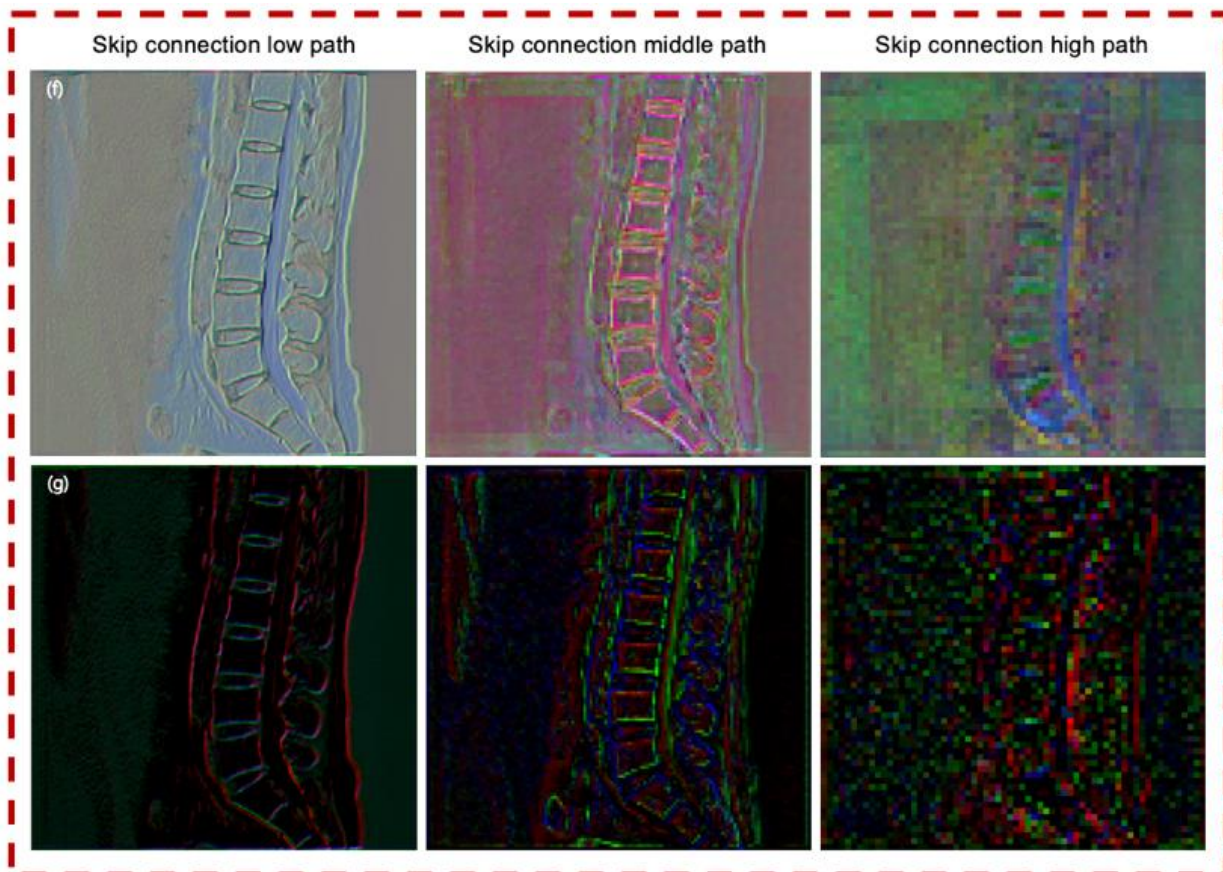 Skip connection low path
Skip connection middle path
Skip connection high path
(f)
(g)